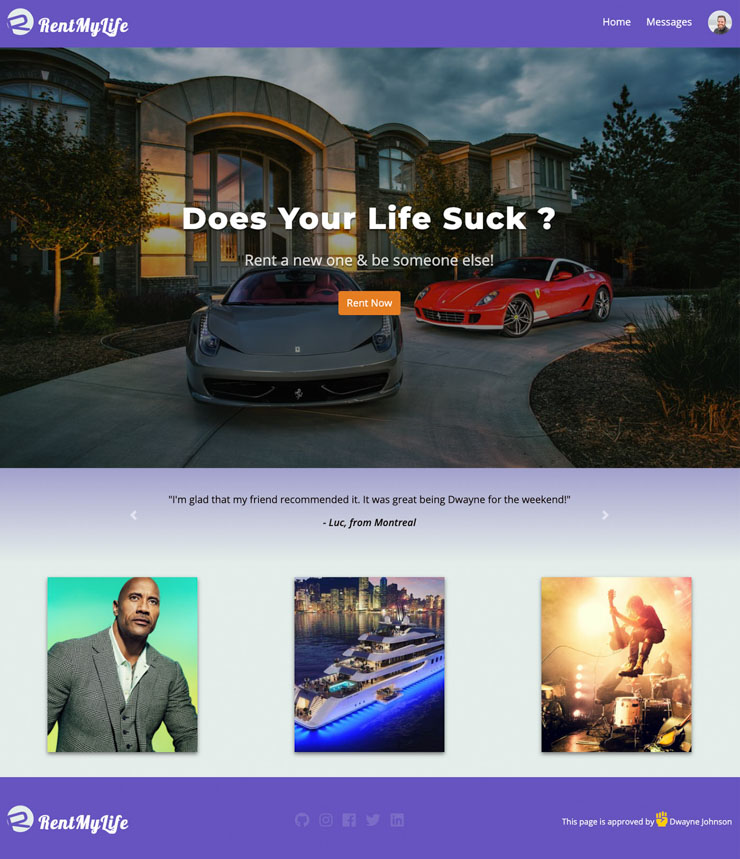 RentMyLife
Home Messages
Does Your Life Suck ?
Rent a new one & be someone else!
Rent Now
"I'm glad that my friend recommended it. It was great being Dwayne for the weekend!"
- Luc, from Montreal
RentMyLife
This page is approved by ✊ Dwayne Johnson